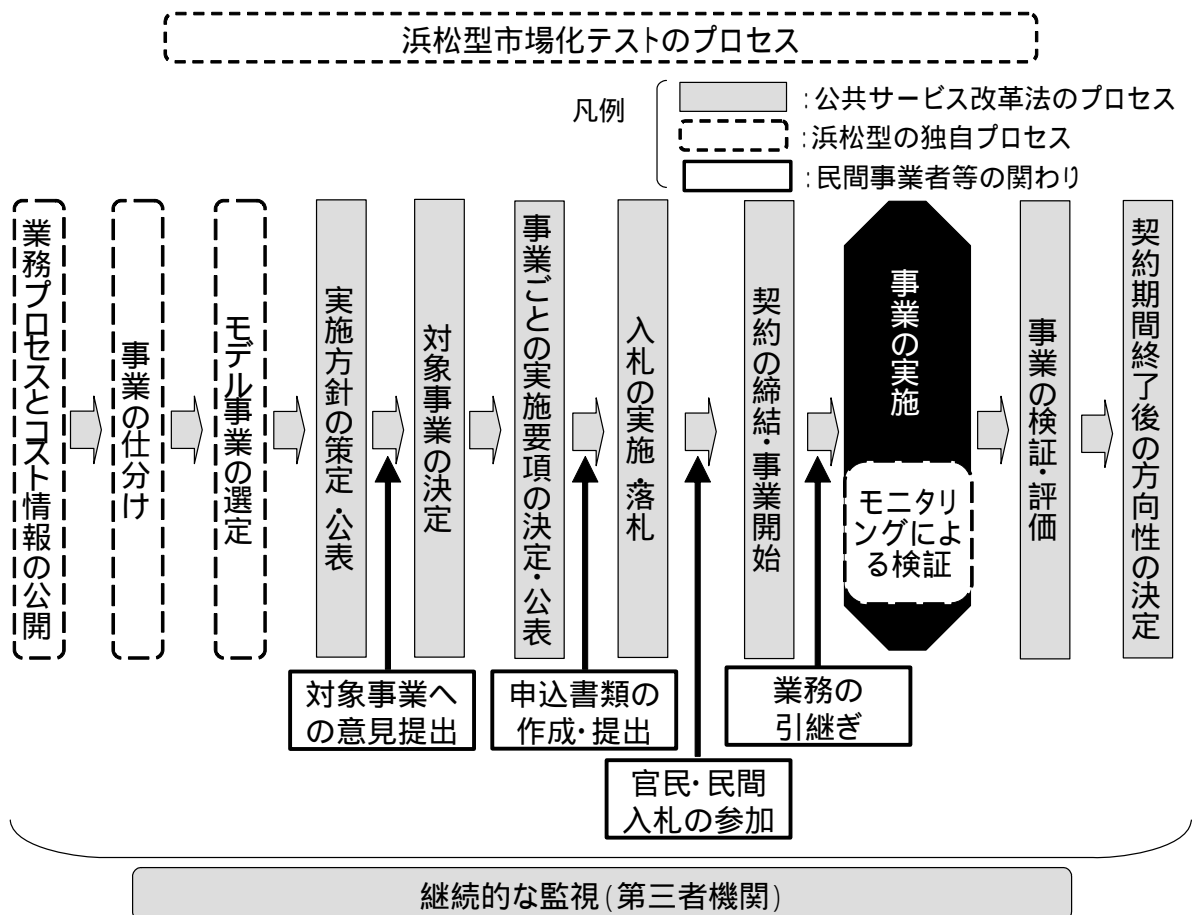 浜松型市場化テストのプロセス
凡例
:公共サービス改革法のプロセス
:浜松型の独自プロセス
:民間事業者等の関わり
業務プロセスとコスト情報の公開
事業の仕分け
モデル事業の選定
実施方針の策定・公表
対象事業の決定
事業ごとの実施要項の決定・公表
入札の実施・落札
契約の締結・事業開始
事業の実施
モニタリ
ングによ
る検証
事業の検証・評価
契約期間終了後の方向性の決定
対象事業へ
の意見提出
申込書類の
作成・提出
業務の
引継ぎ
官民・民間
入札の参加
継続的な監視(第三者機関)